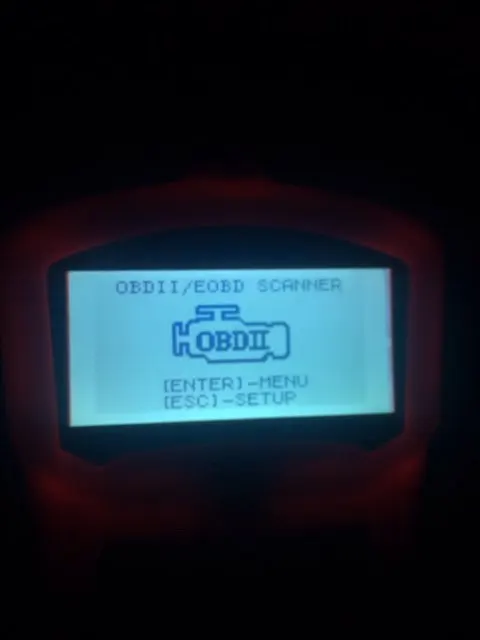 OBDII/EOBD SCANNER
OBDII
[ENTER]-MENU
[ESC]-SETUP